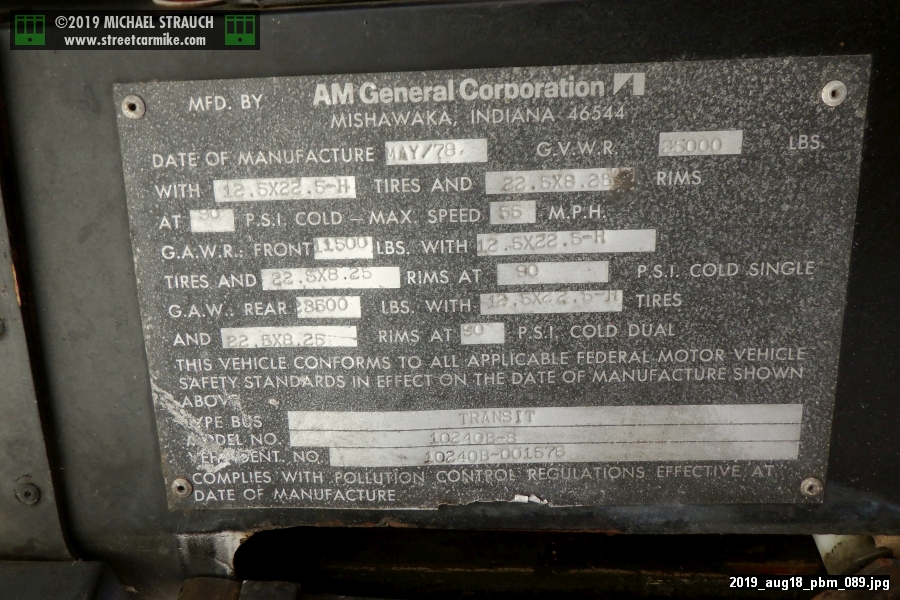 ©2019 MICHAEL STRAUCH
www.streetcarmike.com
MFD. BY AM General Corporation
MISHAWAKA, INDIANA 46544
DATE OF MANUFACTURE MAY/78, G.V.W.R. 35000 LBS.
WITH 12.5X22.5-H TIRES AND 22.5X8.25 RIMS
AT 90 P.S.I. COLD – MAX. SPEED 55 M.P.H.
G.A.W.R.: FRONT 11500 LBS. WITH 12.5X22.5-H
TIRES AND 22.5X8.25 RIMS AT 90 P.S.I. COLD SINGLE
G.A.W.. REAR 23500 LBS. WITH 12.5X22.5-H TIRES
AND 22.5X8.25 RIMS AT 90 P.S.I. COLD DUAL
THIS VEHICLE CONFORMS TO ALL APPLICABLE FEDERAL MOTOR VEHICLE
SAFETY STANDARDS IN EFFECT ON THE DATE OF MANUFACTURE SHOWN
ABOVE
TYPE BUS TRANSIT
MODEL NO. 10240B-8
VEH. IDENT. NO. 10240B-001578
COMPLIES WITH POLLUTION CONTROL REGULATIONS EFFECTIVE AT
DATE OF MANUFACTURE
2019_aug18_pbm_089.jpg